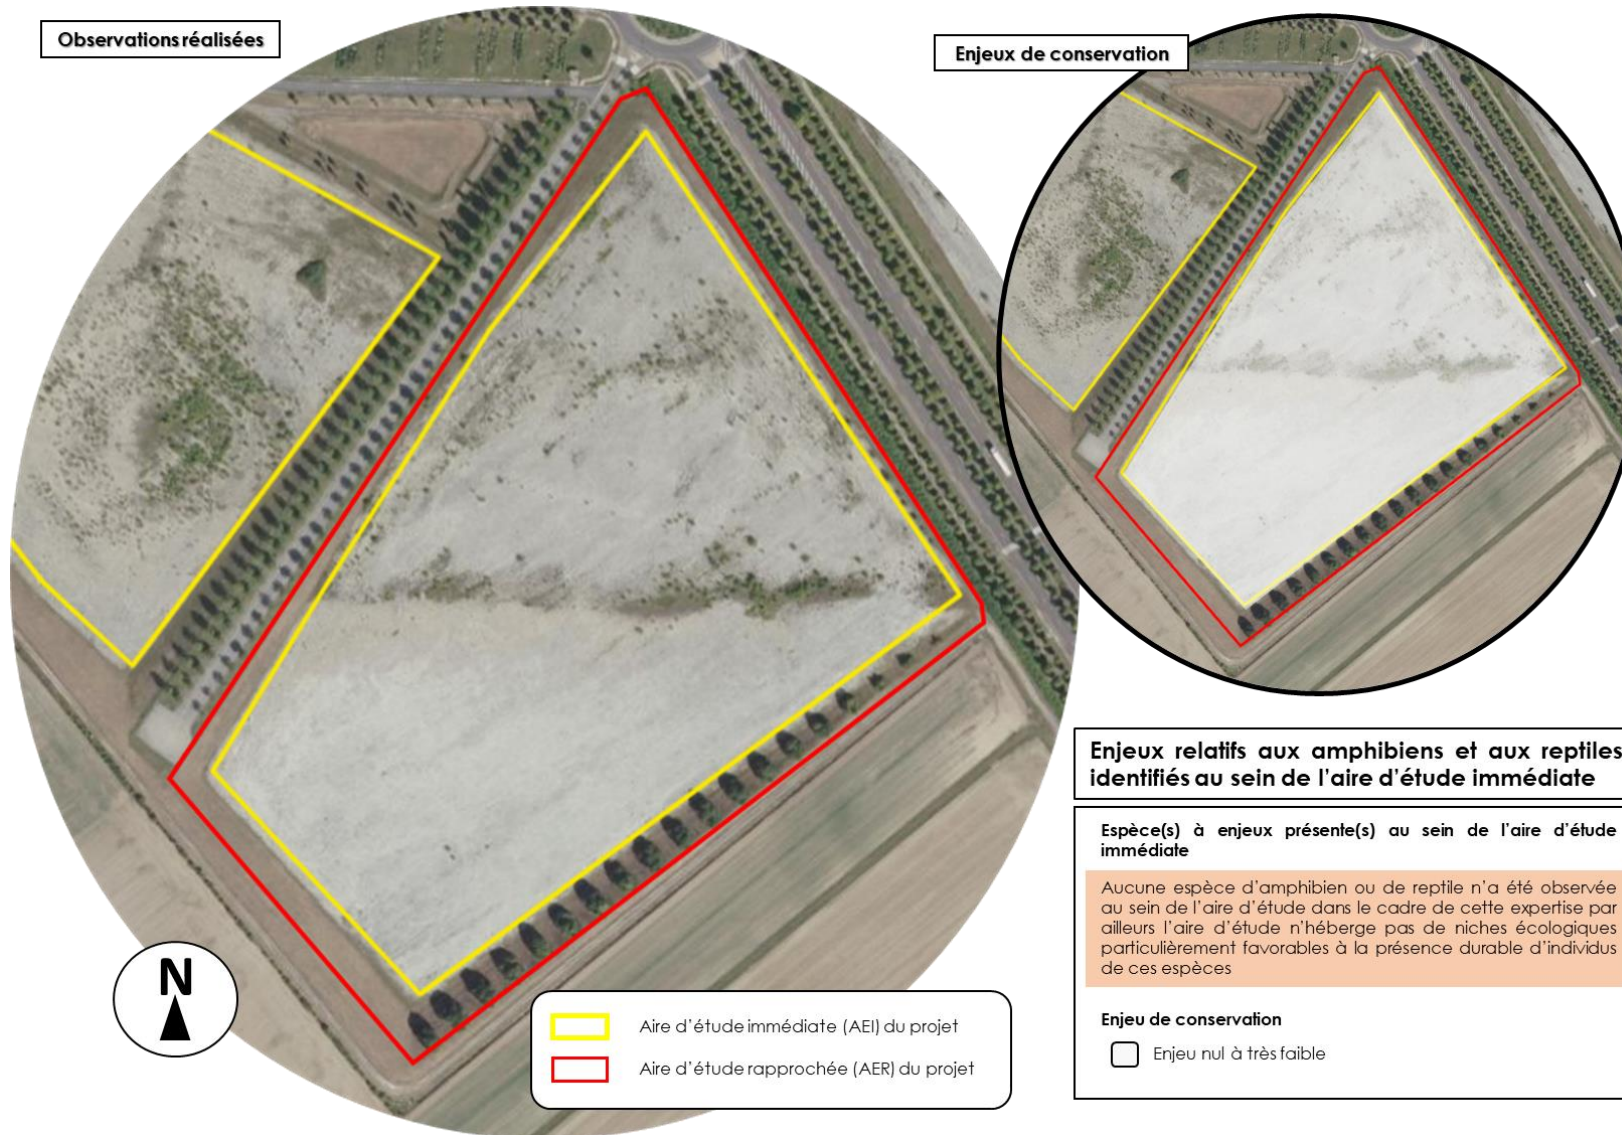 Observations réalisées
Enjeux de conservation
Enjeux relatifs aux amphibiens et aux reptiles
identifiés au sein de l'aire d'étude immédiate
Espèce(s) à enjeux présente(s) au sein de l'aire d'étude
immédiate
Aucune espèce d'amphibien ou de reptile n'a été observée
au sein de l'aire d'étude dans le cadre de cette expertise par
ailleurs l'aire d'étude n'héberge pas de niches écologiques
particulièrement favorables à la présence durable d'individus
de ces espèces
Enjeu de conservation
Enjeu nul à très faible
N
Aire d'étude immédiate (AEI) du projet
Aire d'étude rapprochée (AER) du projet